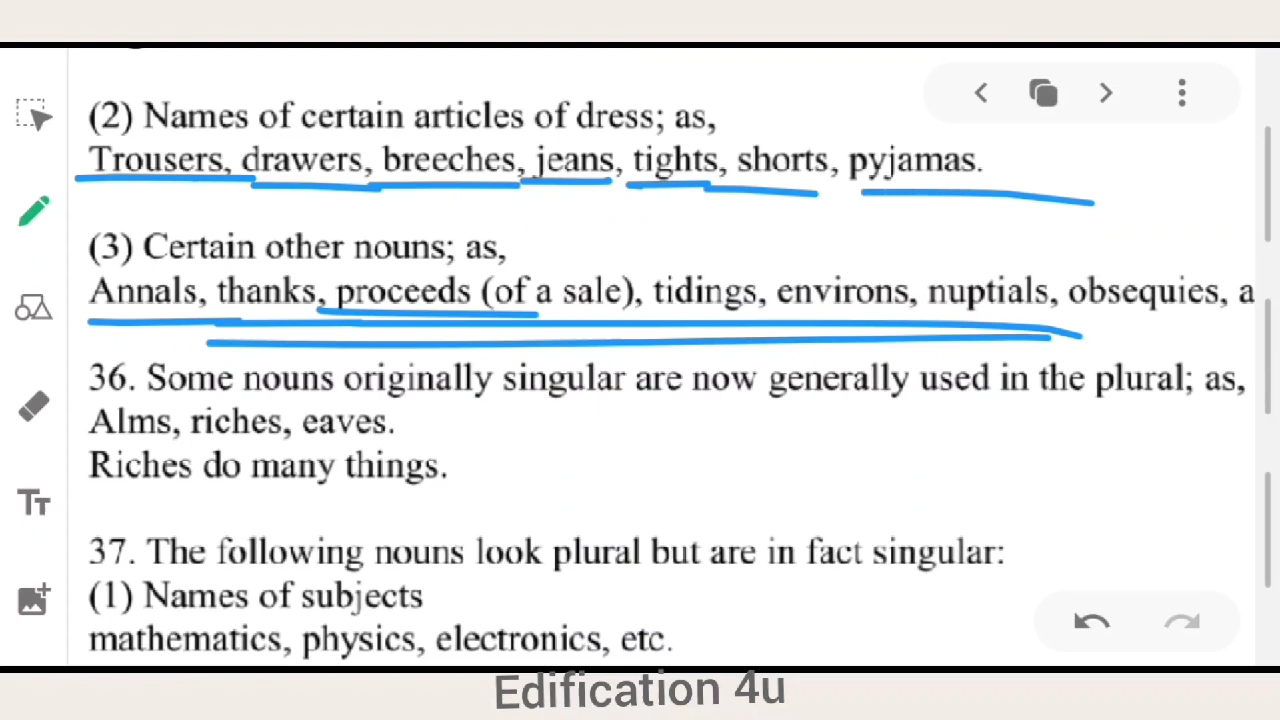 (2) Names of certain articles of dress; as,
Trousers, drawers, breeches, jeans, tights, shorts, pyjamas.
(3) Certain other nouns; as,
Annals, thanks, proceeds (of a sale), tidings, environs, nuptials, obsequies, a
36. Some nouns originally singular are now generally used in the plural; as,
Alms, riches, eaves.
Riches do many things.
37. The following nouns look plural but are in fact singular:
(1) Names of subjects
mathematics, physics, electronics, etc.
Edification 4u